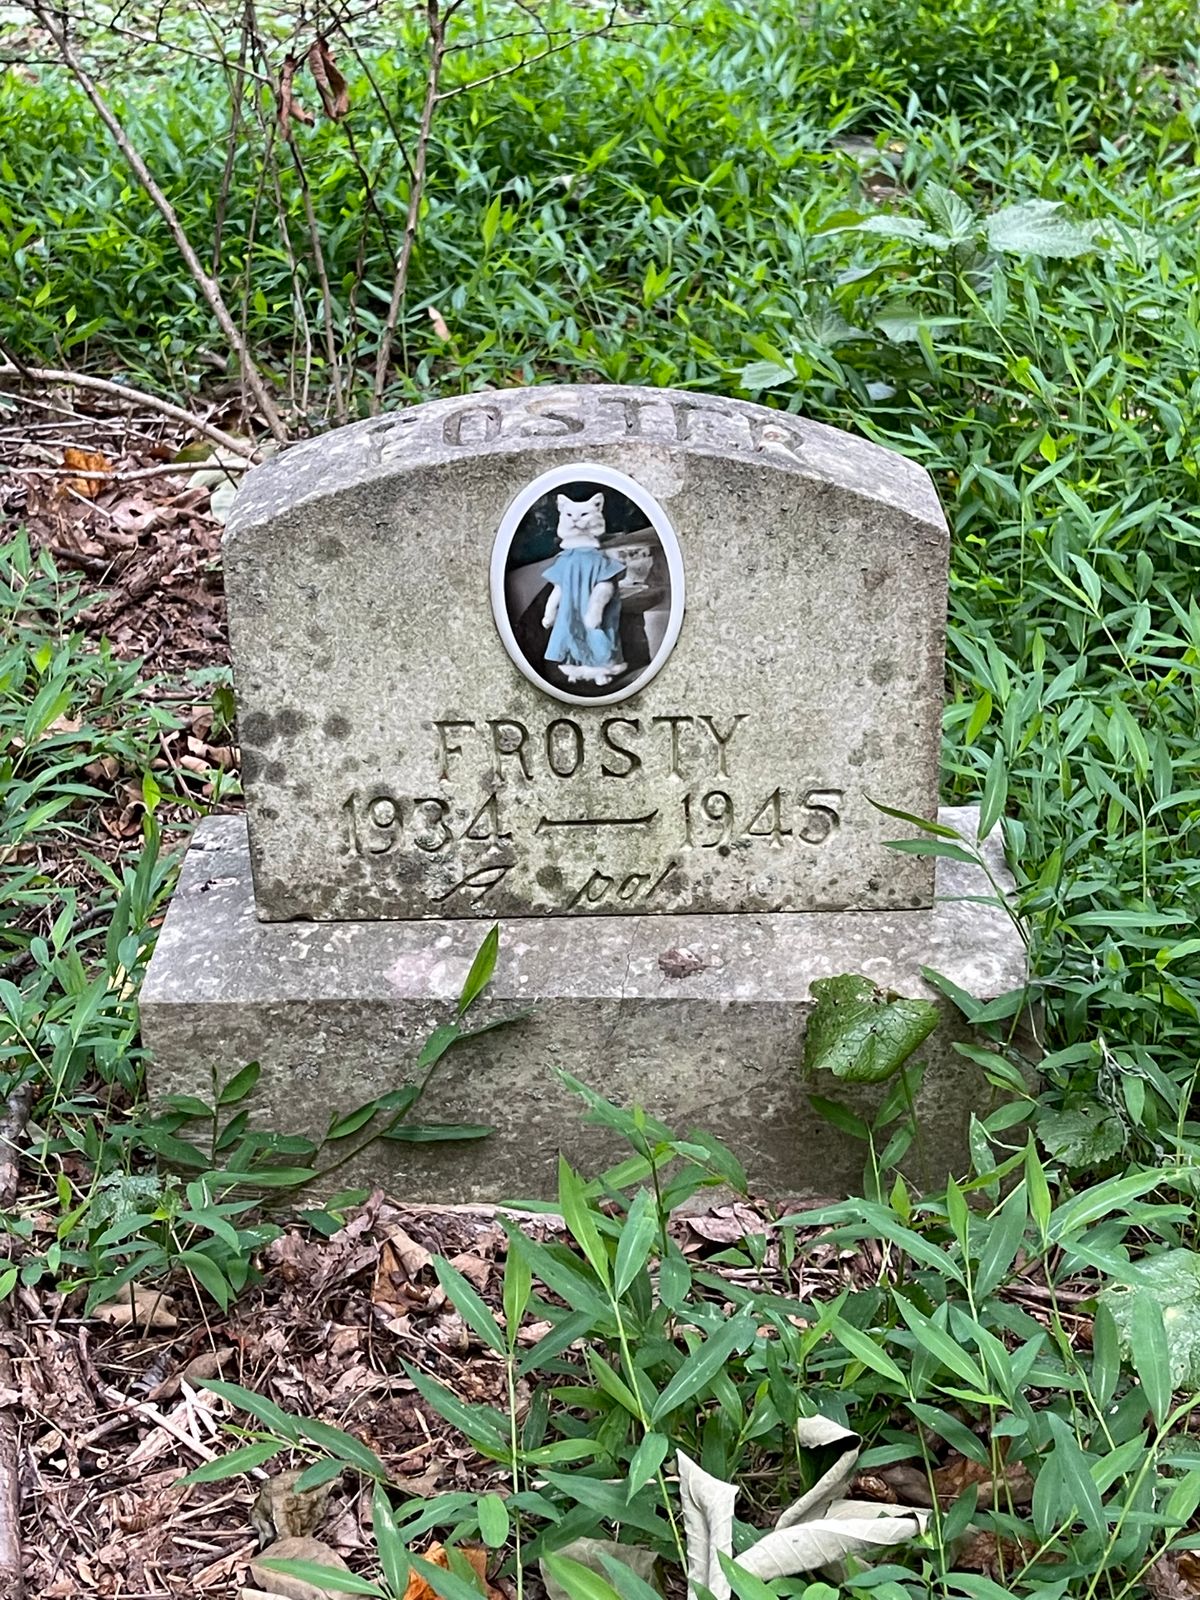 FOSTER
FROSTY
1934 — 1945
A pal